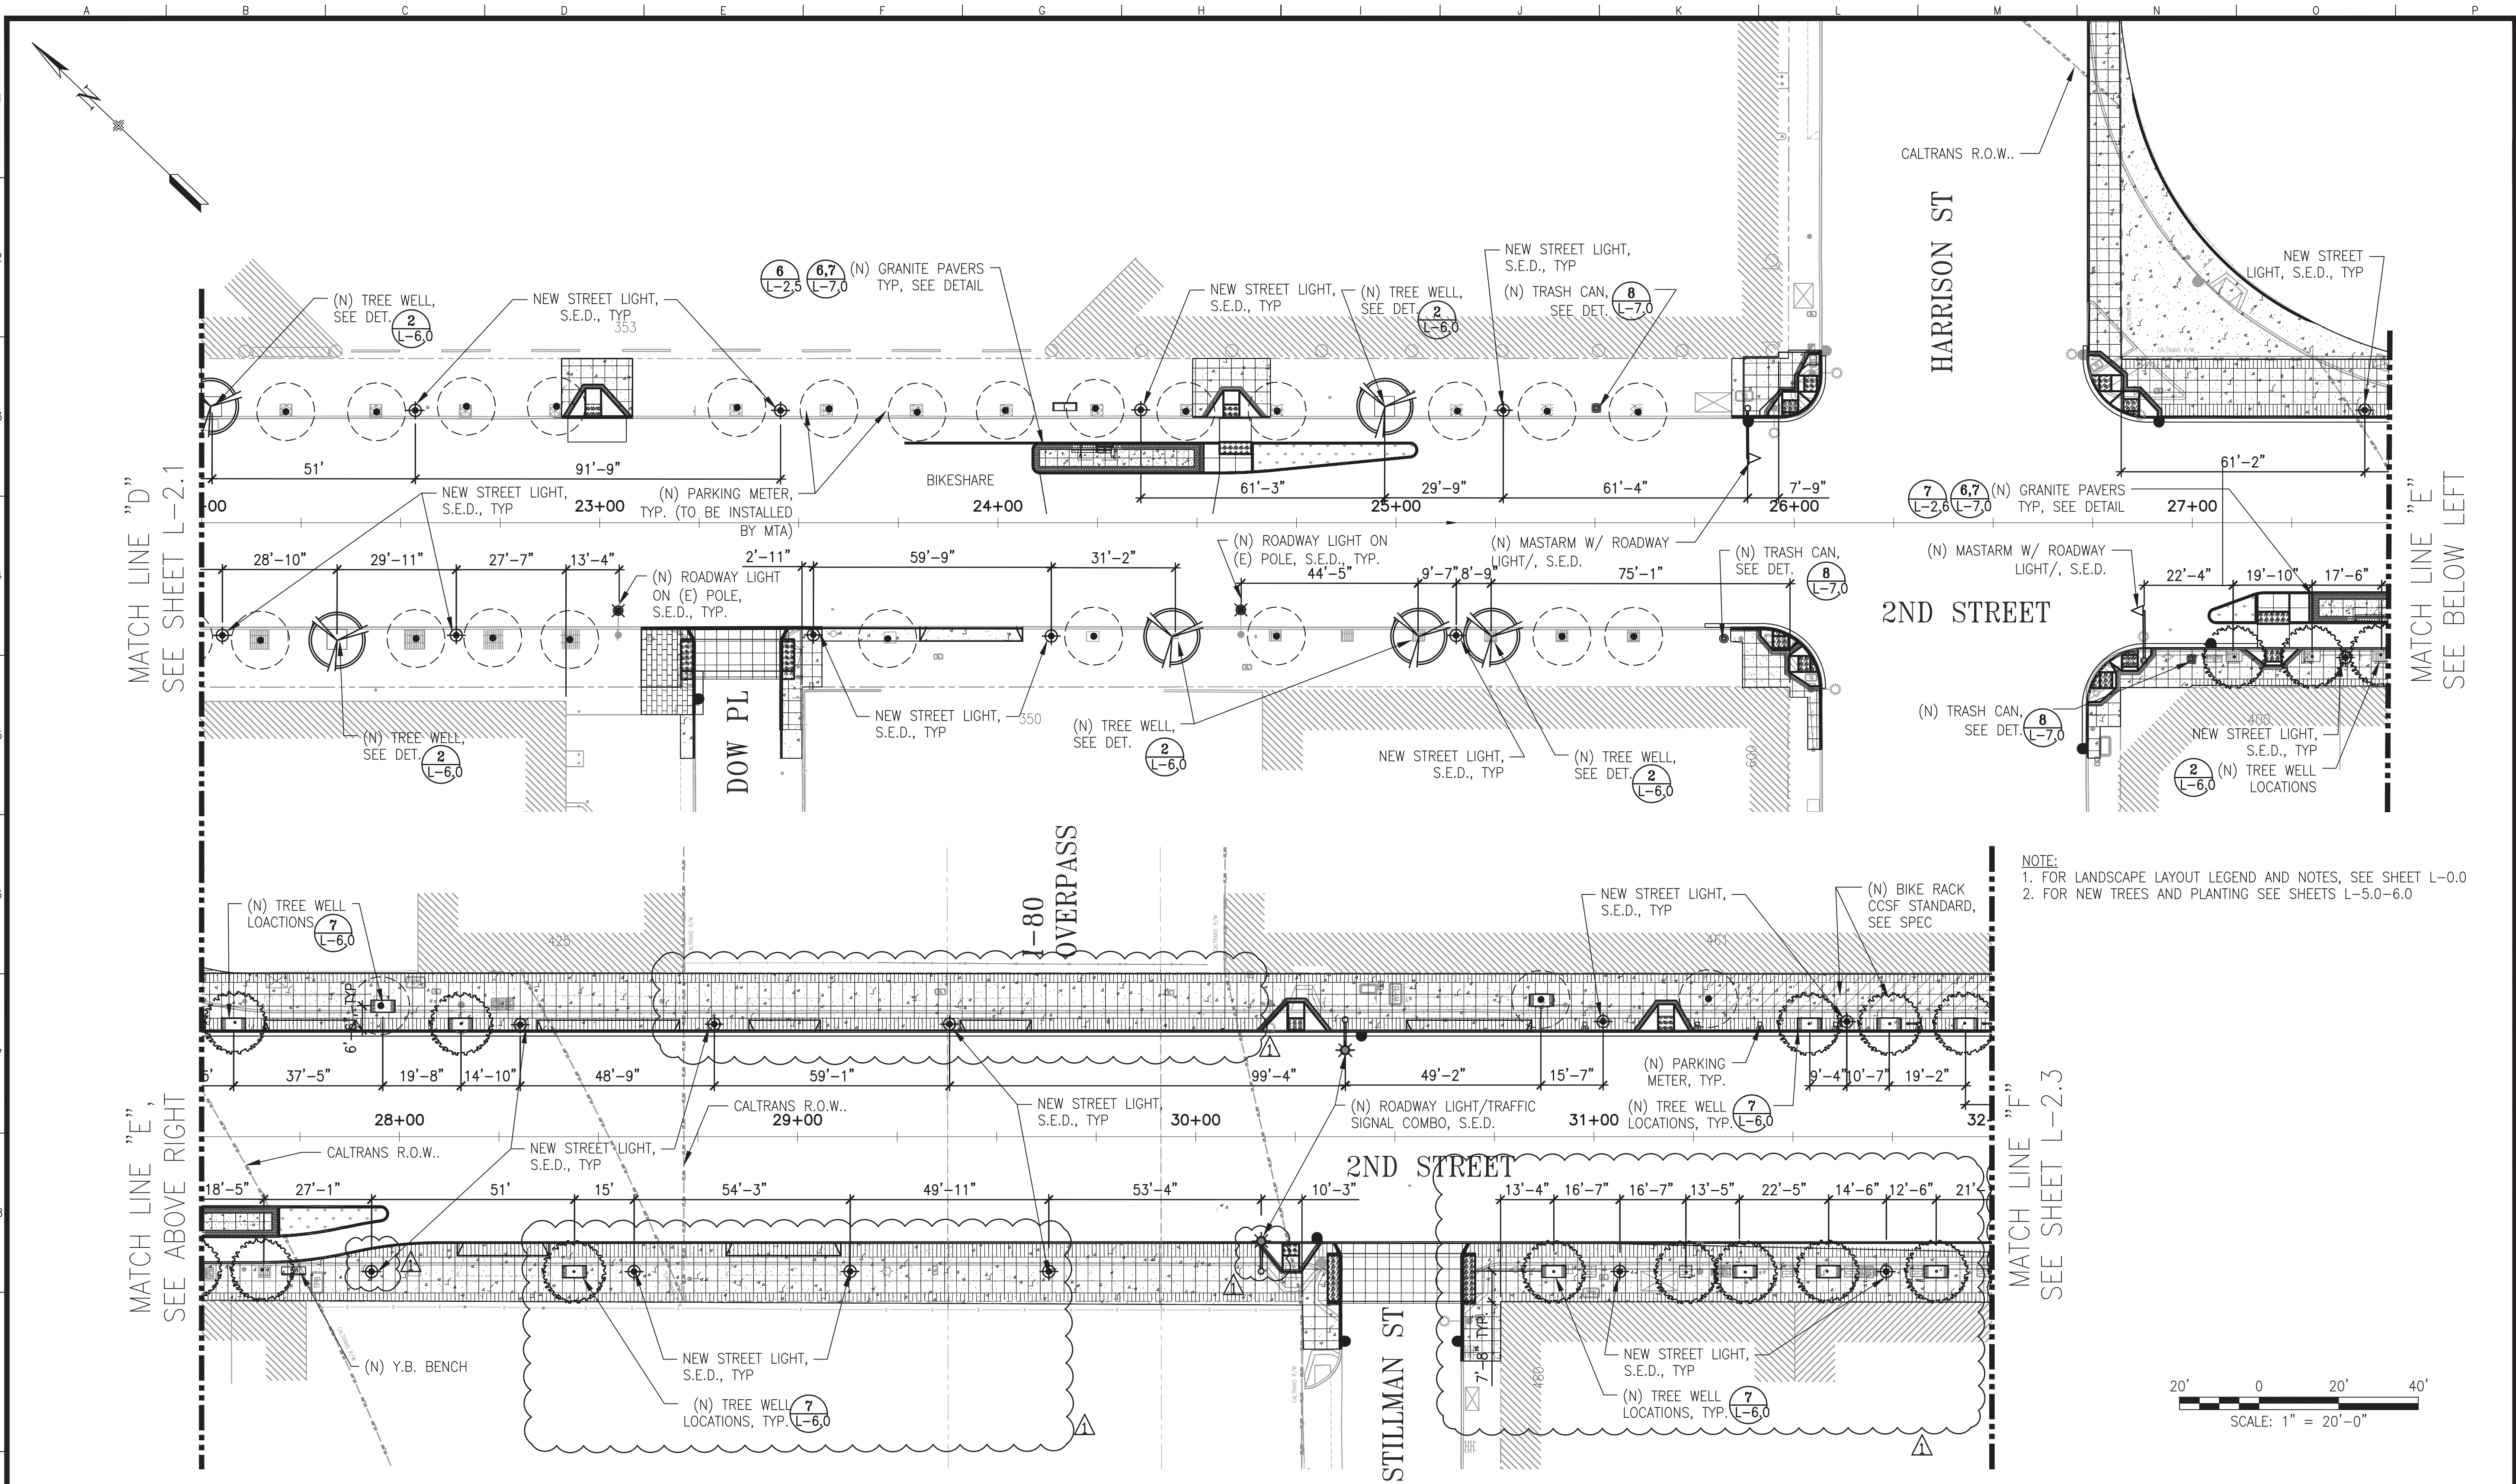 A B C D E F G H I J K L M N O P
N
CALTRANS R.O.W..
HARRISON ST
NEW STREET
LIGHT, S.E.D., TYP
CALTRANS R/W
(N) TREE WELL,
SEE DET.
2
L-6.0
NEW STREET LIGHT,
S.E.D., TYP
353
6
L-2.5
6,7
L-7.0
(N) GRANITE PAVERS
TYP, SEE DETAIL
NEW STREET LIGHT,
S.E.D., TYP
(N) TREE WELL,
SEE DET.
2
L-6.0
NEW STREET LIGHT,
S.E.D., TYP
(N) TRASH CAN,
SEE DET.
8
L-7.0
MATCH LINE "D"
SEE SHEET L-2.1
51'
91'-9"
BIKESHARE
61'-3"
29'-9"
61'-4"
7'-9"
61'-2"
NEW STREET LIGHT,
S.E.D., TYP
(N) PARKING METER,
TYP. (TO BE INSTALLED
BY MTA)
+00
23+00
24+00
25+00
26+00
27+00
7
L-2.6
6,7
L-7.0
(N) GRANITE PAVERS
TYP, SEE DETAIL
MATCH LINE "E"
SEE BELOW LEFT
28'-10"
29'-11"
27'-7"
13'-4"
2'-11"
59'-9"
31'-2"
44'-5"
9'-7"
8'-9"
75'-1"
22'-4"
19'-10"
17'-6"
(N) ROADWAY LIGHT
ON (E) POLE,
S.E.D., TYP.
(N) ROADWAY LIGHT ON
(E) POLE, S.E.D., TYP.
(N) MASTARM W/ ROADWAY
LIGHT/, S.E.D.
(N) TRASH CAN,
SEE DET.
8
L-7.0
2ND STREET
(N) MASTARM W/ ROADWAY
LIGHT/, S.E.D.
(N) TREE WELL,
SEE DET.
2
L-6.0
DOW PL
NEW STREET LIGHT,
S.E.D., TYP
350
(N) TREE WELL,
SEE DET.
2
L-6.0
NEW STREET LIGHT,
S.E.D., TYP
(N) TREE WELL,
SEE DET.
2
L-6.0
600
(N) TRASH CAN,
SEE DET.
8
L-7.0
400
NEW STREET LIGHT,
S.E.D., TYP
2
L-6.0
(N) TREE WELL
LOCATIONS
NOTE:
1. FOR LANDSCAPE LAYOUT LEGEND AND NOTES, SEE SHEET L-0.0
2. FOR NEW TREES AND PLANTING SEE SHEETS L-5.0-6.0
(N) TREE WELL
LOACTIONS
7
L-6.0
425
CALTRANS R/W
I-80
OVERPASS
CALTRANS R/W
NEW STREET LIGHT,
S.E.D., TYP
461
(N) BIKE RACK
CCSF STANDARD,
SEE SPEC
6'-6" TYP
1
MATCH LINE "E",
SEE ABOVE RIGHT
5'
37'-5"
19'-8"
14'-10"
48'-9"
59'-1"
99'-4"
49'-2"
15'-7"
9'-4"
10'-7"
19'-2"
(N) PARKING
METER, TYP.
28+00
29+00
30+00
31+00
32
CALTRANS R.O.W..
NEW STREET LIGHT,
S.E.D., TYP
(N) ROADWAY LIGHT/TRAFFIC
SIGNAL COMBO, S.E.D.
(N) TREE WELL
LOCATIONS, TYP.
7
L-6.0
MATCH LINE "F"
SEE SHEET L-2.3
CALTRANS R.O.W..
NEW STREET LIGHT,
S.E.D., TYP
2ND STREET
18'-5"
27'-1"
51'
15'
54'-3"
49'-11"
53'-4"
10'-3"
13'-4"
16'-7"
16'-7"
13'-5"
22'-5"
14'-6"
12'-6"
21'-
1
1
CALTRANS R/W
(N) Y.B. BENCH
NEW STREET LIGHT,
S.E.D., TYP
(N) TREE WELL
LOCATIONS, TYP.
7
L-6.0
1
CALTRANS R/W
STILLMAN ST
7'-8" TYP.
480
NEW STREET LIGHT,
S.E.D., TYP
(N) TREE WELL
LOCATIONS, TYP.
7
L-6.0
1
20' 0 20' 40'
SCALE: 1" = 20'-0"